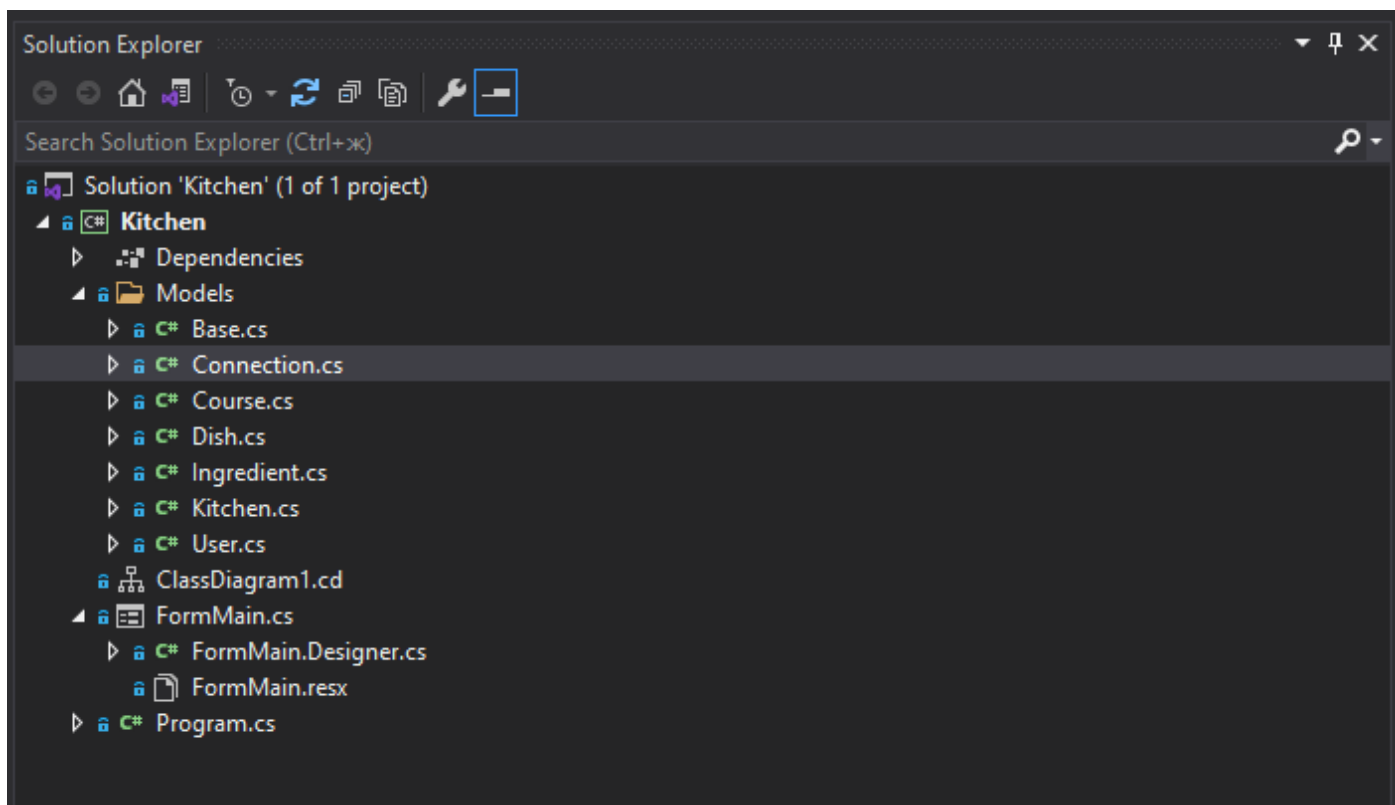 Solution Explorer
Search Solution Explorer (Ctrl+ж)
Solution 'Kitchen' (1 of 1 project)
C# Kitchen
Dependencies
Models
C# Base.cs
C# Connection.cs
C# Course.cs
C# Dish.cs
C# Ingredient.cs
C# Kitchen.cs
C# User.cs
ClassDiagram1.cd
FormMain.cs
C# FormMain.Designer.cs
FormMain.resx
C# Program.cs